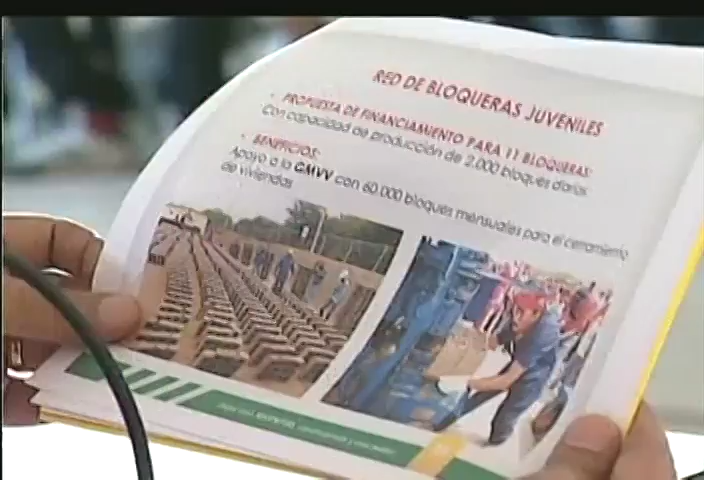 RED DE BLOQUERAS JUVENILES
• PROPUESTA DE FINANCIAMIENTO PARA 11 BLOQUERAS:
Con capacidad de producción de 2.000 bloques diarios
• BENEFICIOS:
Apoyo a la GMVV con 60.000 bloques mensuales para el cerramiento
de viviendas